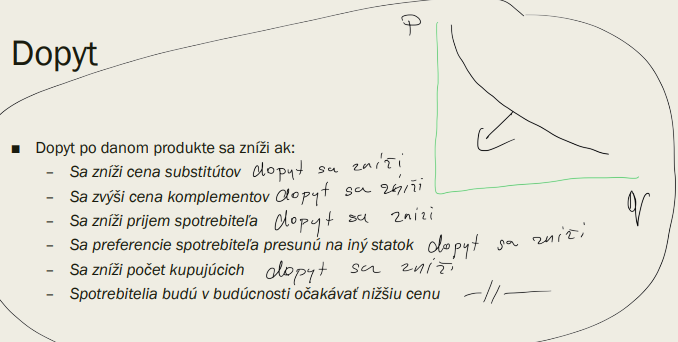 P
Dopyt
■ Dopyt po danom produkte sa zníži ak:
– Sa zníži cena substitútov dopyt sa zníži
– Sa zvýši cena komplementov dopyt sa zníži
– Sa zníži prijem spotrebiteľa dopyt sa zníži
– Sa preferencie spotrebiteľa presunú na iný statok dopyt sa zníži
– Sa zníži počet kupujúcich dopyt sa zníži
– Spotrebitelia budú v budúcnosti očakávať nižšiu cenu —//—